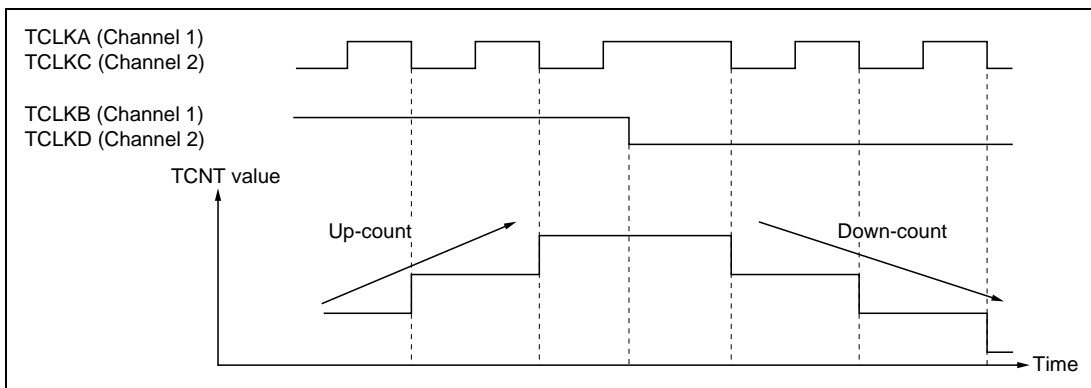 TCLKA (Channel 1)
TCLKC (Channel 2)
TCLKB (Channel 1)
TCLKD (Channel 2)
TCNT value
Up-count
Down-count
Time